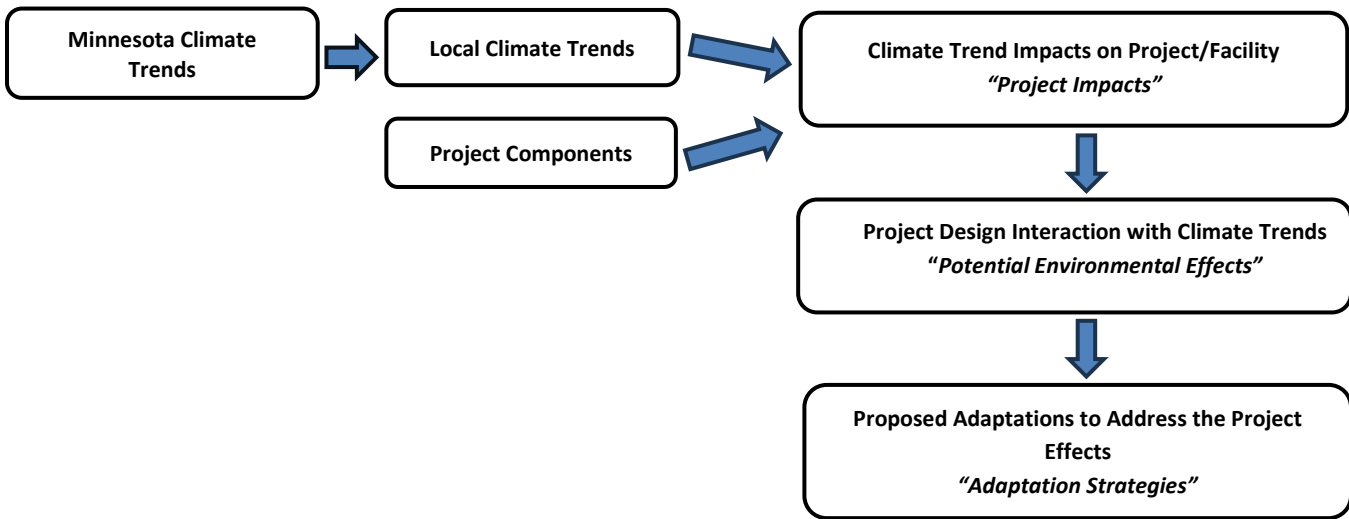 Minnesota Climate
Trends
Local Climate Trends
Project Components
Climate Trend Impacts on Project/Facility
“Project Impacts”
Project Design Interaction with Climate Trends
“Potential Environmental Effects”
Proposed Adaptations to Address the Project
Effects
“Adaptation Strategies”